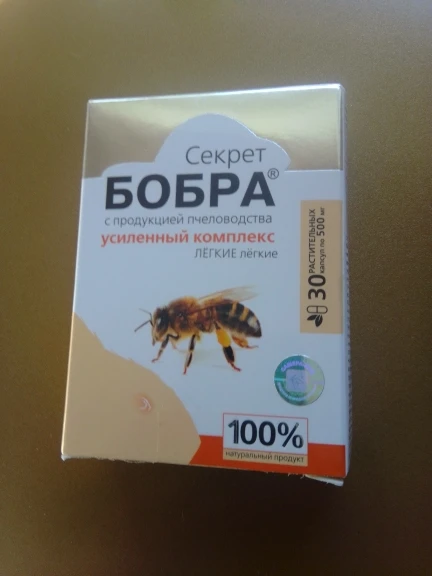 Секрет
БОБРА®
с продукцией пчеловодства
усиленный комплекс
ЛЁГКИЕ лёгкие
30 РАСТИТЕЛЬНЫХ
капсул по 500 мг
100%
натуральный продукт